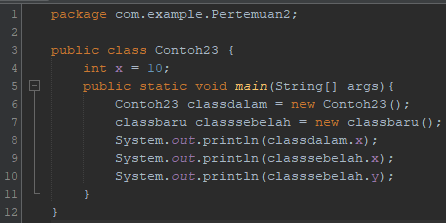 1 package com.example.Pertemuan2;
2
3 public class Contoh23 {
4     int x = 10;
5     public static void main(String[] args){
6         Contoh23 classdalam = new Contoh23();
7         classbaru classsebelah = new classbaru();
8         System.out.println(classdalam.x);
9         System.out.println(classsebelah.x);
10         System.out.println(classsebelah.y);
11     }
12 }